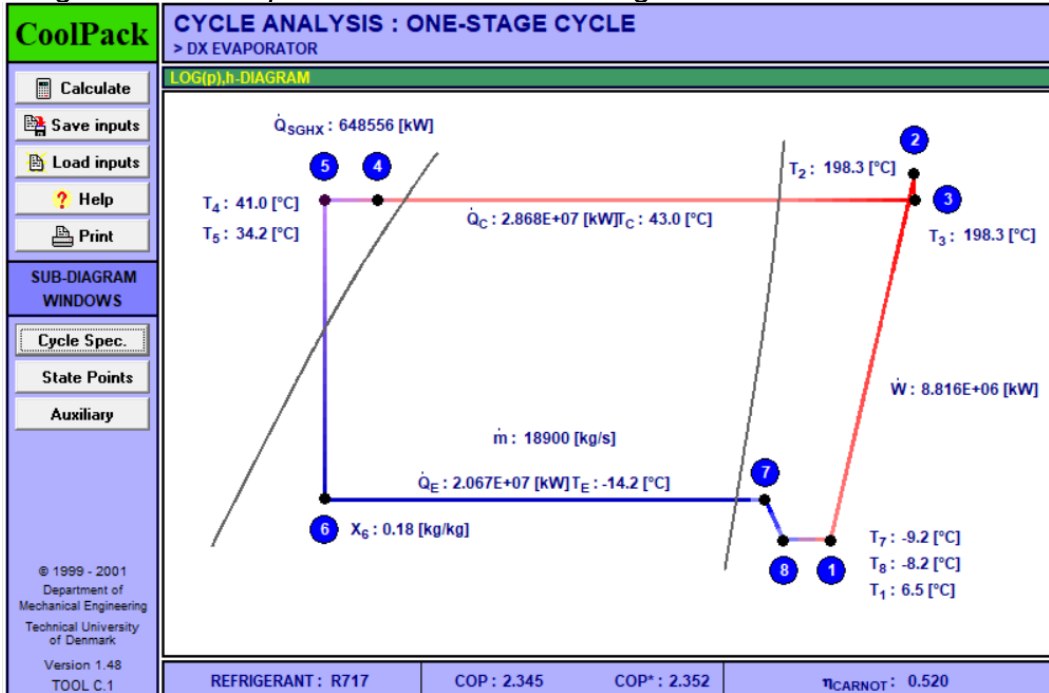 CoolPack
CYCLE ANALYSIS : ONE-STAGE CYCLE
> DX EVAPORATOR
Calculate
Save inputs
Load inputs
? Help
Print
SUB-DIAGRAM
WINDOWS
Cycle Spec.
State Points
Auxiliary
© 1999 - 2001
Department of
Mechanical Engineering
Technical University
of Denmark
Version 1.48
TOOL C.1
LOG(p),h-DIAGRAM
Q̇SGHX : 648556 [kW]
5
4
2
T2 : 198.3 [°C]
T4 : 41.0 [°C]
3
T5 : 34.2 [°C]
Q̇C : 2.868E+07 [kW]TC : 43.0 [°C]
T3 : 198.3 [°C]
Ẇ : 8.816E+06 [kW]
ṁ : 18900 [kg/s]
7
Q̇E : 2.067E+07 [kW]TE : -14.2 [°C]
6
X6 : 0.18 [kg/kg]
T7 : -9.2 [°C]
8
1
T8 : -8.2 [°C]
T1 : 6.5 [°C]
REFRIGERANT : R717
COP : 2.345
COP* : 2.352
ηCARNOT : 0.520